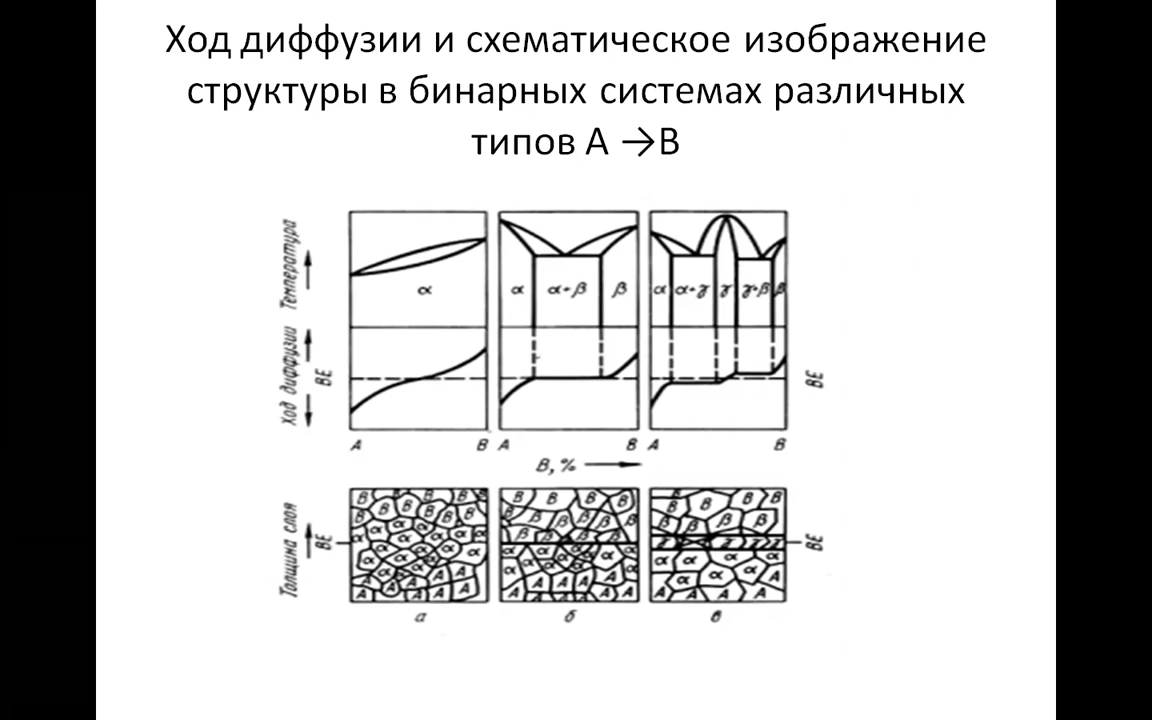 Ход диффузии и схематическое изображение
структуры в бинарных системах различных
типов А →В
Температура
α
α α+β β
α α+γ γ γ+β β
Ход диффузии
ВЕ
ВЕ
А В А В А В
В, %
Толщина слоя
ВЕ
ВЕ
В В В В
В В В В В
α α α α
α α α α
α α α
А А А А А
В В В В
β β β β
β β β β β
α α α α α
α α α α
А А А А А
В В В В
β β β β
γ γ γ γ
α α α α
α α α А
А А А А
а б в